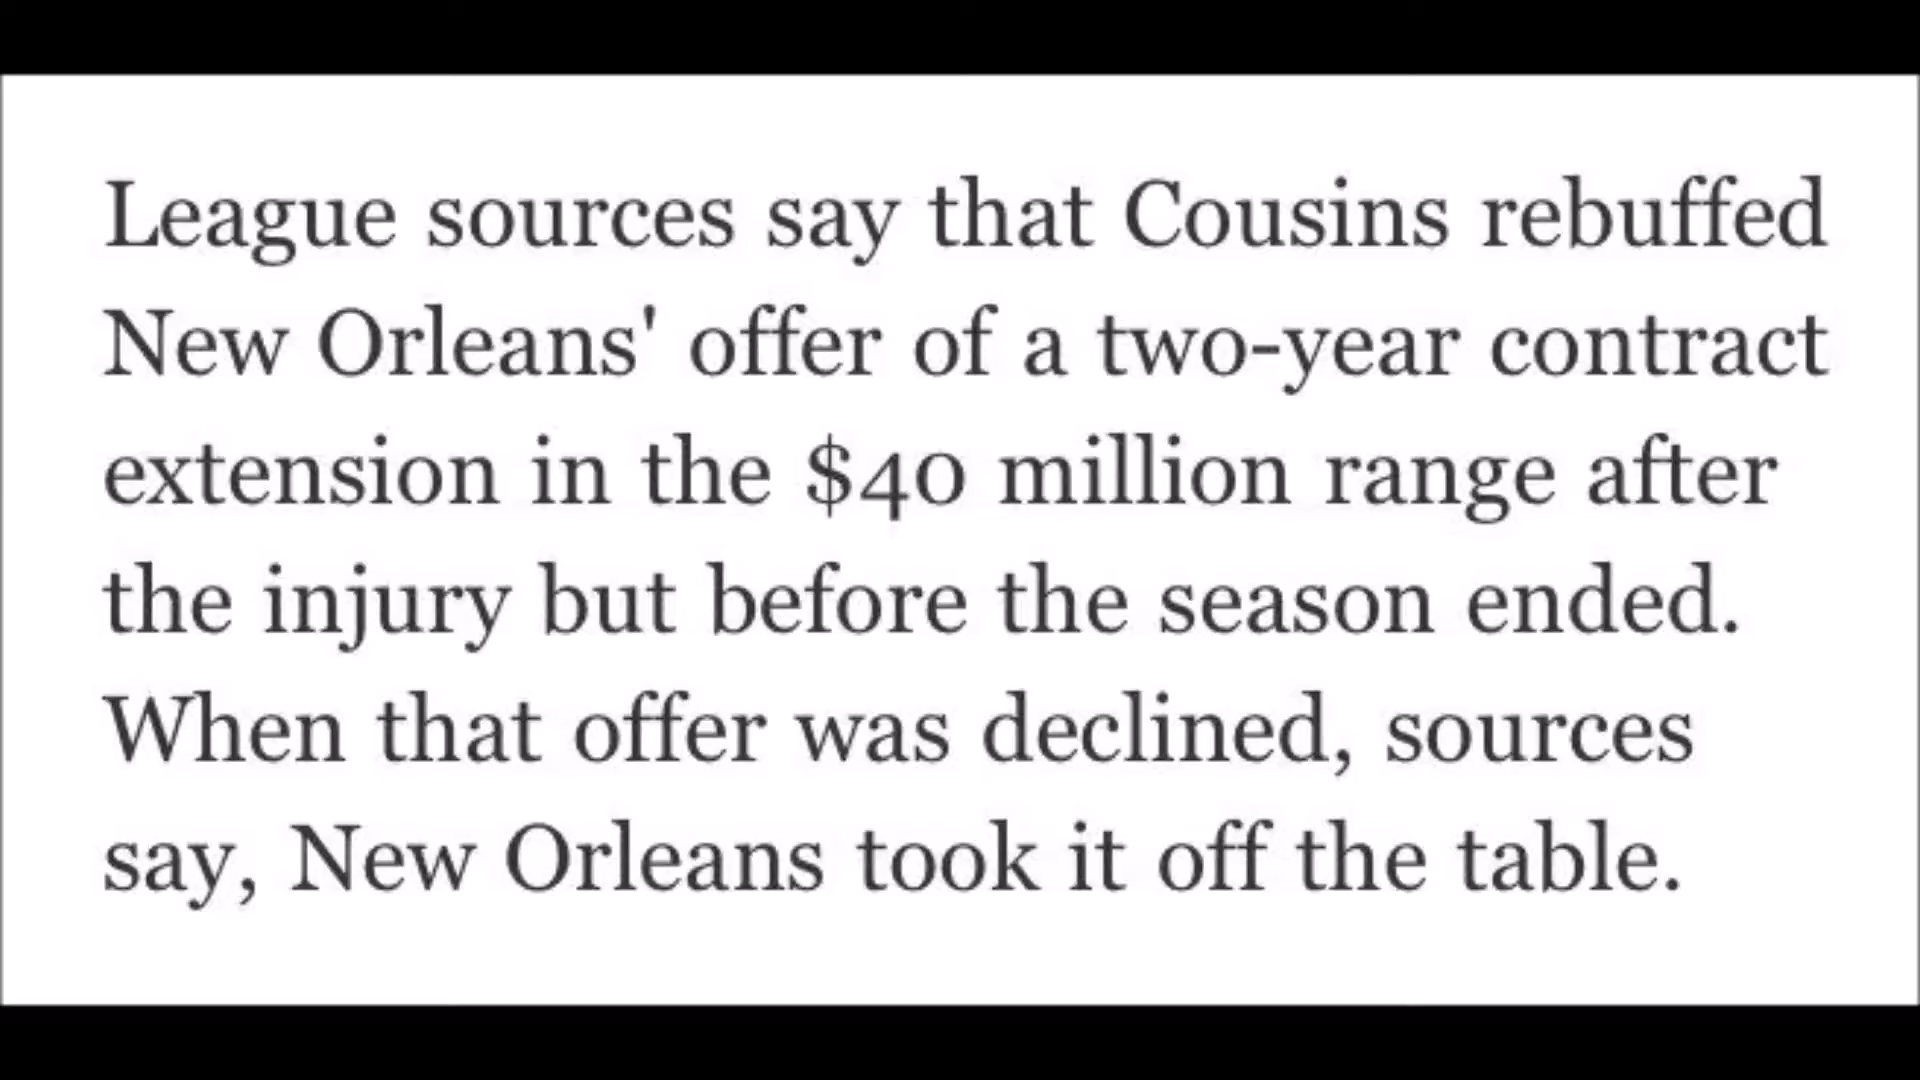 League sources say that Cousins rebuffed
New Orleans' offer of a two-year contract
extension in the $40 million range after
the injury but before the season ended.
When that offer was declined, sources
say, New Orleans took it off the table.